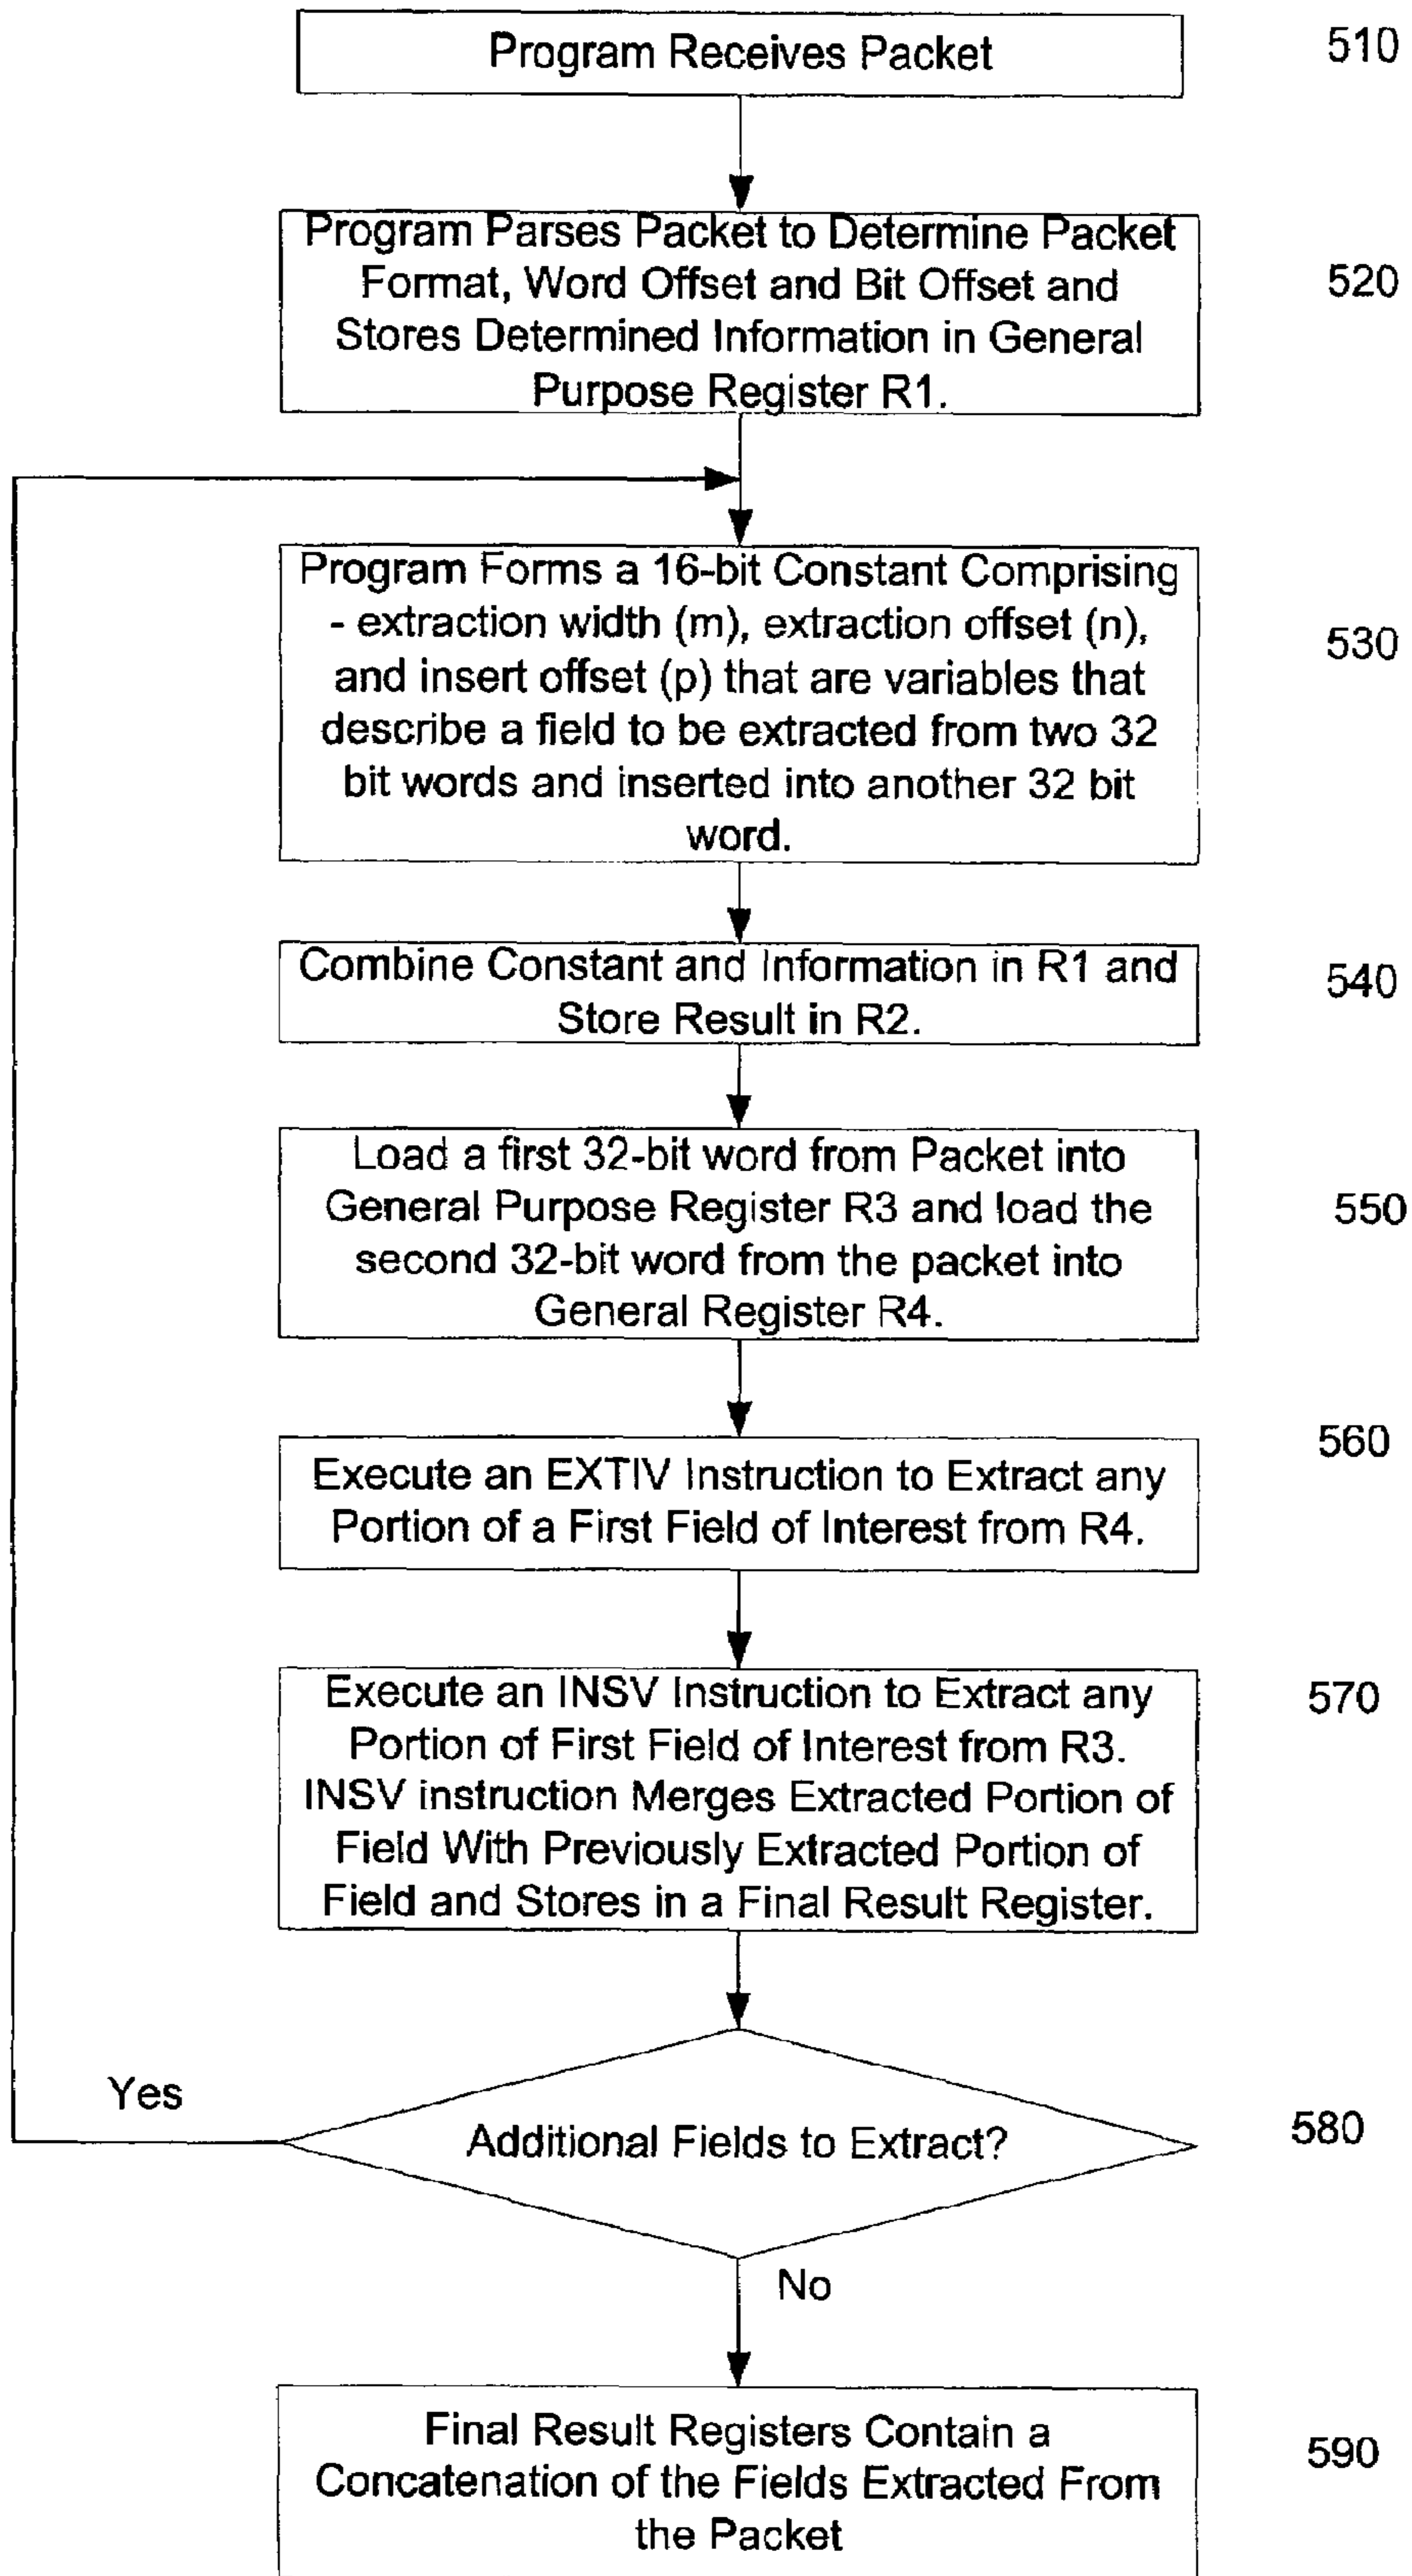 Program Receives Packet
510
Program Parses Packet to Determine Packet
Format, Word Offset and Bit Offset and
Stores Determined Information in General
Purpose Register R1.
520
Program Forms a 16-bit Constant Comprising
- extraction width (m), extraction offset (n),
and insert offset (p) that are variables that
describe a field to be extracted from two 32
bit words and inserted into another 32 bit
word.
530
Combine Constant and Information in R1 and
Store Result in R2.
540
Load a first 32-bit word from Packet into
General Purpose Register R3 and load the
second 32-bit word from the packet into
General Register R4.
550
Execute an EXTIV Instruction to Extract any
Portion of a First Field of Interest from R4.
560
Execute an INSV Instruction to Extract any
Portion of First Field of Interest from R3.
INSV instruction Merges Extracted Portion of
Field With Previously Extracted Portion of
Field and Stores in a Final Result Register.
570
Yes
Additional Fields to Extract?
580
No
Final Result Registers Contain a
Concatenation of the Fields Extracted From
the Packet
590